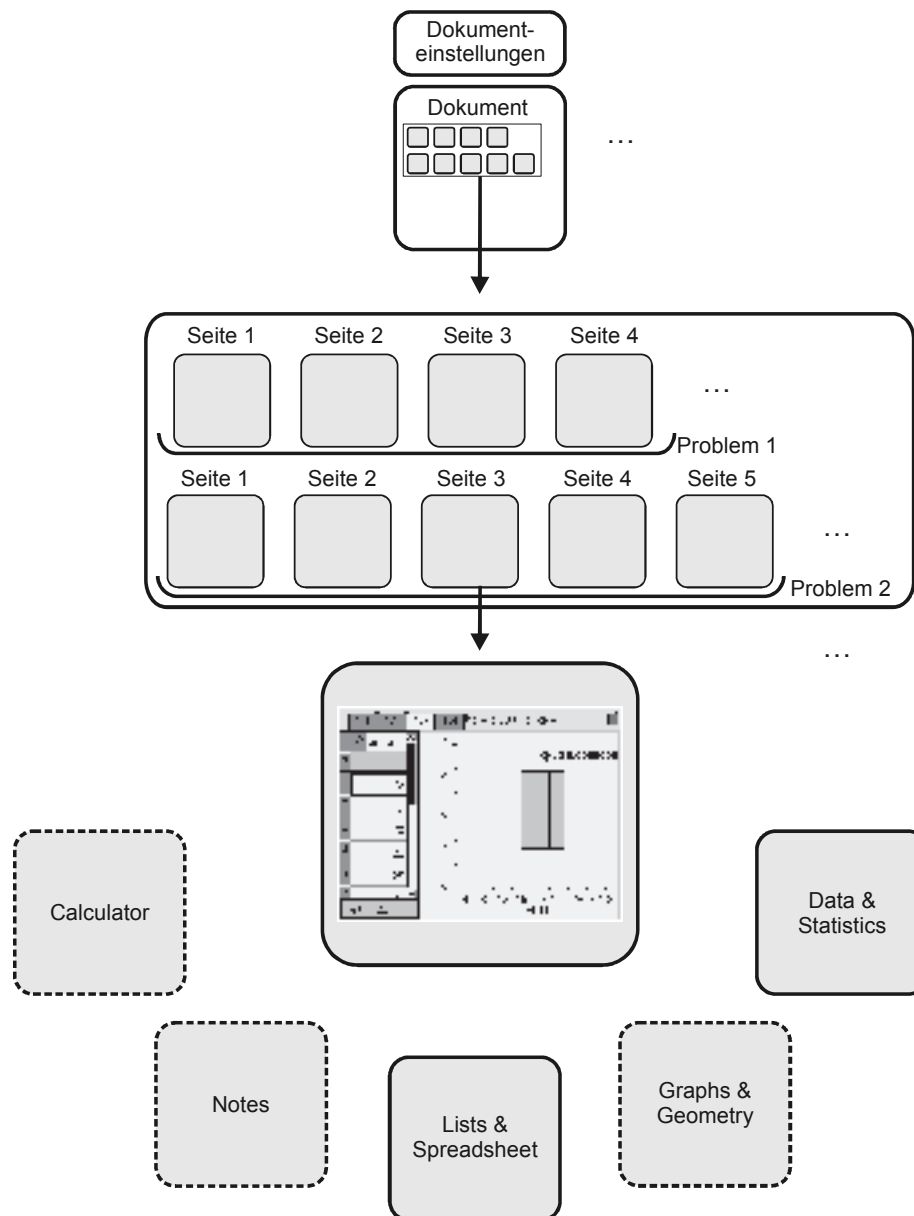 Dokument-
einstellungen
Dokument
...
Seite 1 Seite 2 Seite 3 Seite 4
...
Problem 1
Seite 1 Seite 2 Seite 3 Seite 4 Seite 5
...
Problem 2
...
Calculator
Data &
Statistics
Notes
Graphs &
Geometry
Lists &
Spreadsheet